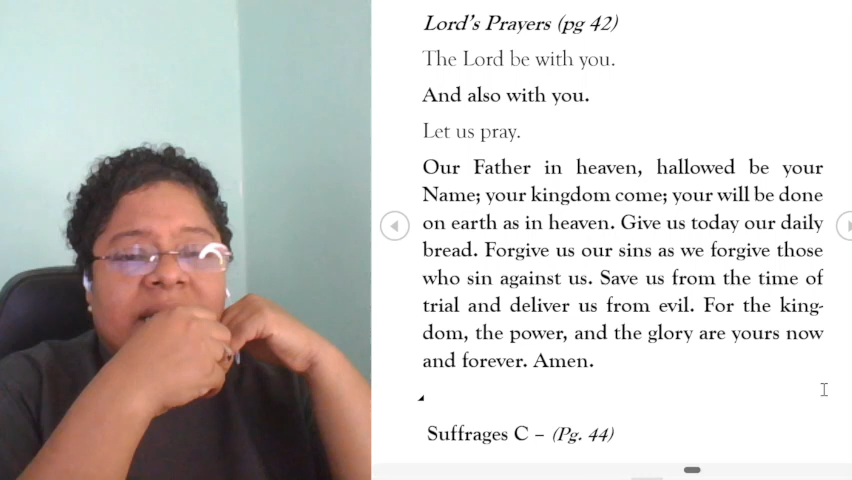 Lord's Prayers (pg 42)
The Lord be with you.
And also with you.
Let us pray.
Our Father in heaven, hallowed be your
Name; your kingdom come; your will be done
on earth as in heaven. Give us today our daily
bread. Forgive us our sins as we forgive those
who sin against us. Save us from the time of
trial and deliver us from evil. For the king-
dom, the power, and the glory are yours now
and forever. Amen.
Suffrages C – (Pg. 44)